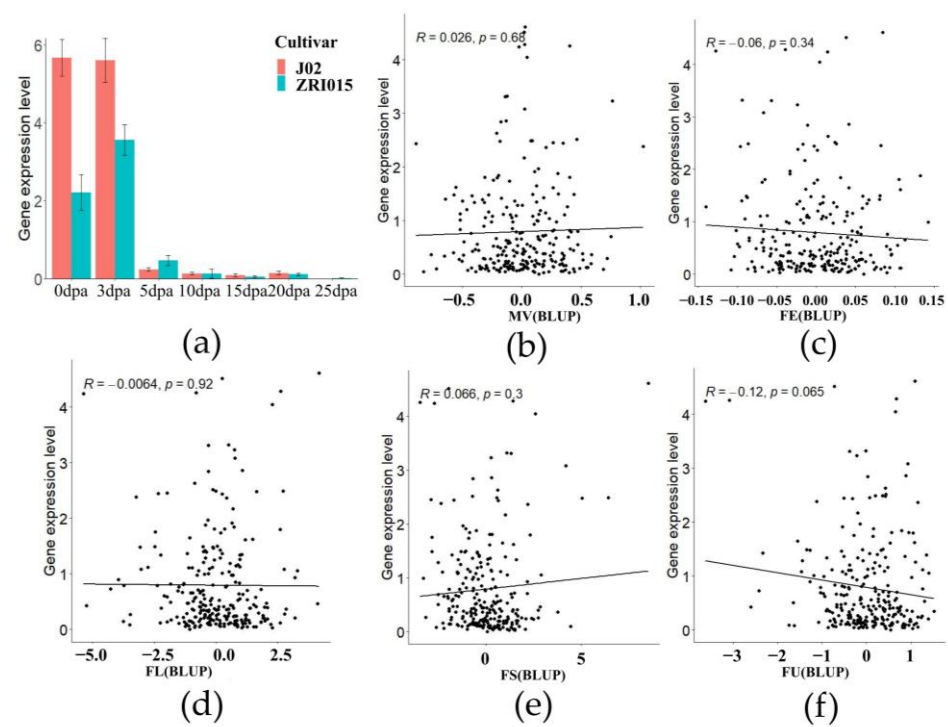 Cultivar
J02
ZRI015
Gene expression level
6
4
2
0
0dpa 3dpa 5dpa 10dpa 15dpa 20dpa 25dpa
(a)
R = 0.026, p = 0.68
Gene expression level
4
3
2
1
0
−0.5 0.0 0.5 1.0
MV(BLUP)
(b)
R = −0.06, p = 0.34
Gene expression level
4
3
2
1
0
−0.15 −0.10 −0.05 0.00 0.05 0.10 0.15
FE(BLUP)
(c)
R = −0.0064, p = 0.92
Gene expression level
4
3
2
1
0
−5.0 −2.5 0.0 2.5
FL(BLUP)
(d)
R = 0.066, p = 0.3
Gene expression level
4
3
2
1
0
0 5
FS(BLUP)
(e)
R = −0.12, p = 0.065
Gene expression level
4
3
2
1
0
−3 −2 −1 0 1
FU(BLUP)
(f)